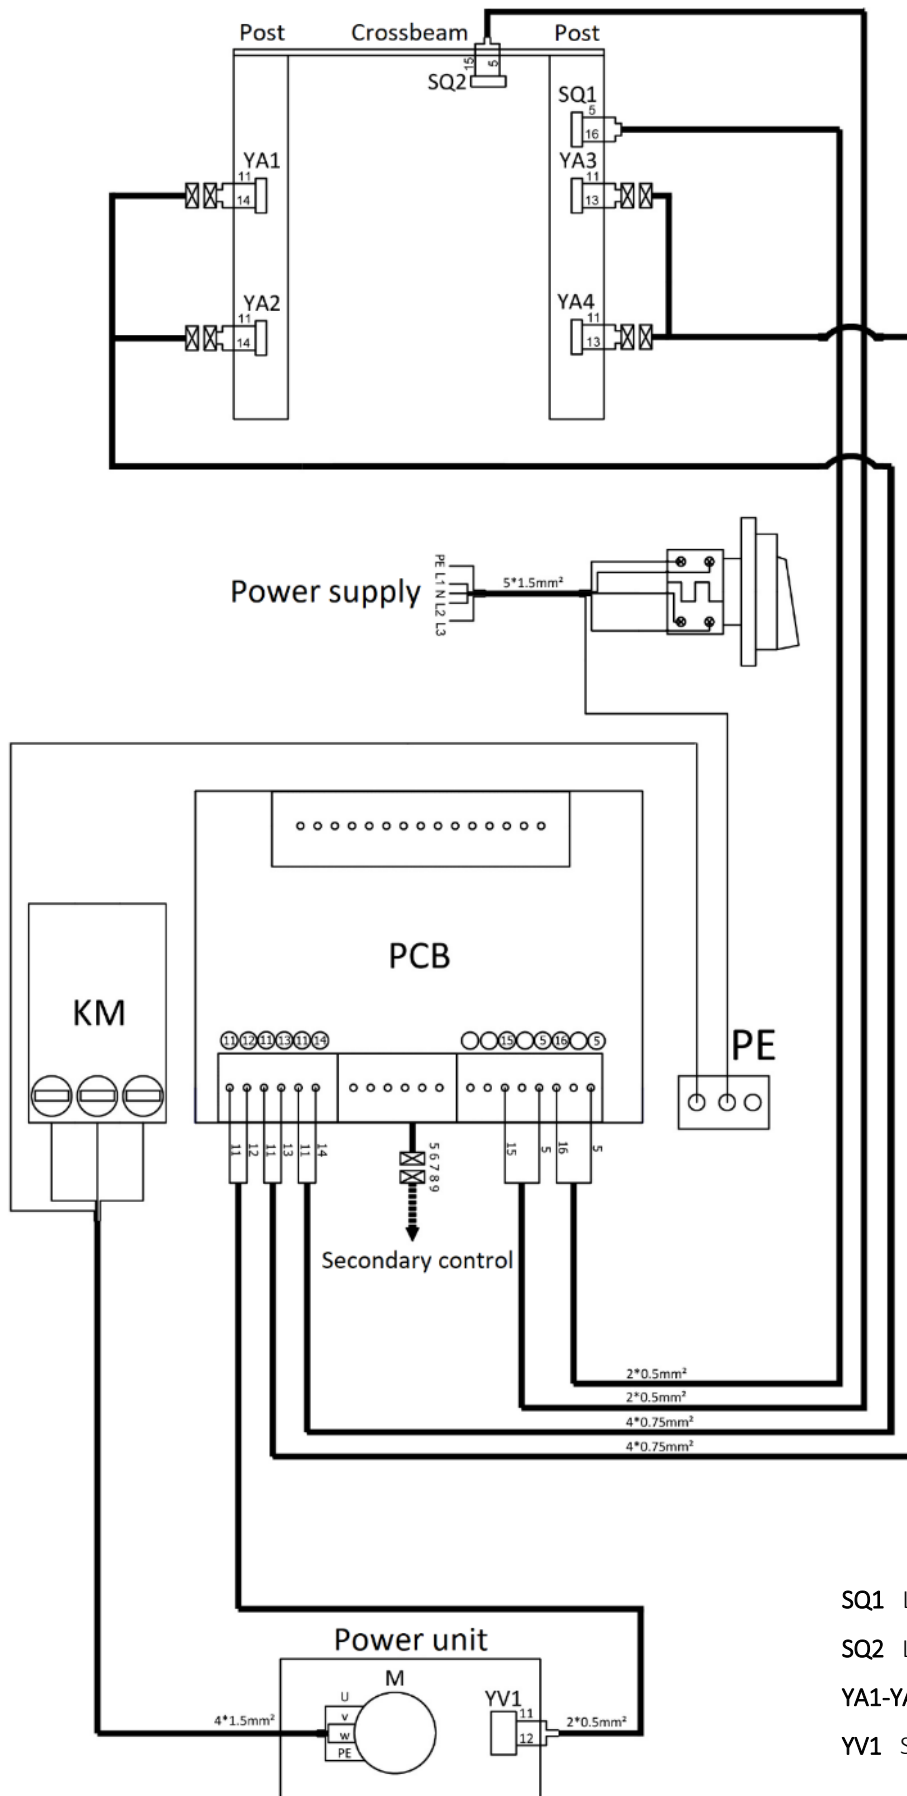 Post Crossbeam Post
15 5
SQ2
SQ1
5
16
YA1
11
14
YA3
11
13
YA2
11
14
YA4
11
13
Power supply
PE L1 N L2 L3
5*1.5mm²
PCB
KM
PE
11 12 11 13 11 14 15 5 16 5
11 12 11 13 11 14
5 6 7 8 9
15 5 16 5
Secondary control
2*0.5mm²
2*0.5mm²
4*0.75mm²
4*0.75mm²
SQ1 L
SQ2 L
YA1-YA
YV1 S
Power unit
M
U
V
W
PE
4*1.5mm²
YV1
11
12
2*0.5mm²